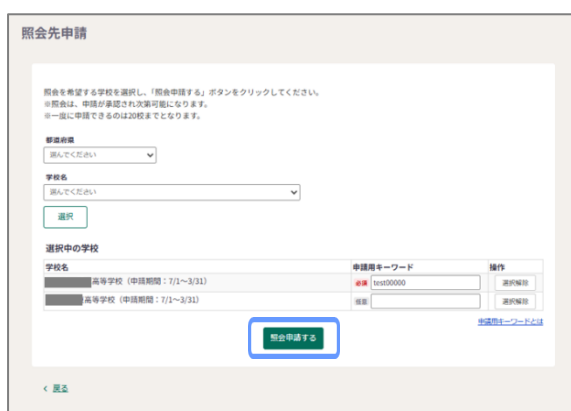 照会先申請
照会を希望する学校を選択し、「照会申請する」ボタンをクリックしてください。
※照会は、申請が承認され次第可能になります。
※一度に申請できるのは20校までとなります。
都道府県
選んでください
学校名
選んでください
選択
選択中の学校
学校名 申請用キーワード 操作
高等学校（申請期間：7/1～3/31） 必須 test00000 選択解除
高等学校（申請期間：7/1～3/31） 任意 選択解除
申請用キーワードとは
照会申請する
< 戻る